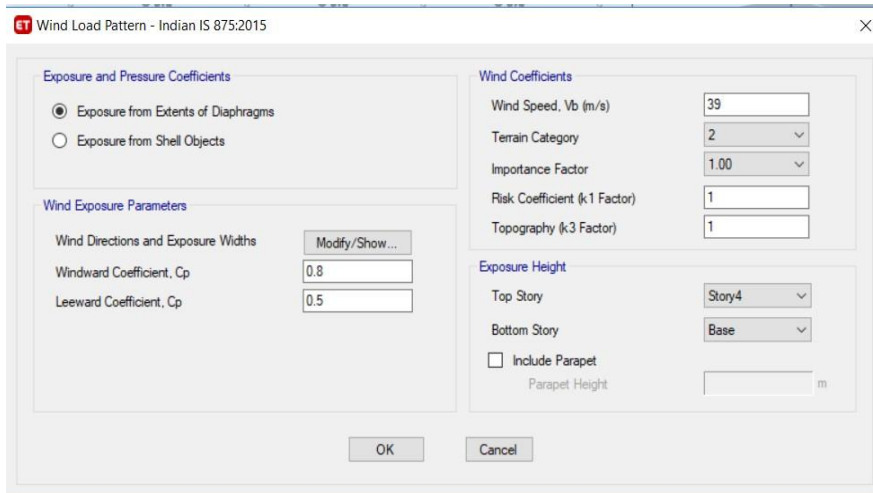 ET Wind Load Pattern - Indian IS 875:2015
Exposure and Pressure Coefficients
Exposure from Extents of Diaphragms
Exposure from Shell Objects
Wind Exposure Parameters
Wind Directions and Exposure Widths Modify/Show...
Windward Coefficient, Cp 0.8
Leeward Coefficient, Cp 0.5
Wind Coefficients
Wind Speed, Vb (m/s) 39
Terrain Category 2
Importance Factor 1.00
Risk Coefficient (k1 Factor) 1
Topography (k3 Factor) 1
Exposure Height
Top Story Story4
Bottom Story Base
Include Parapet
Parapet Height m
OK Cancel